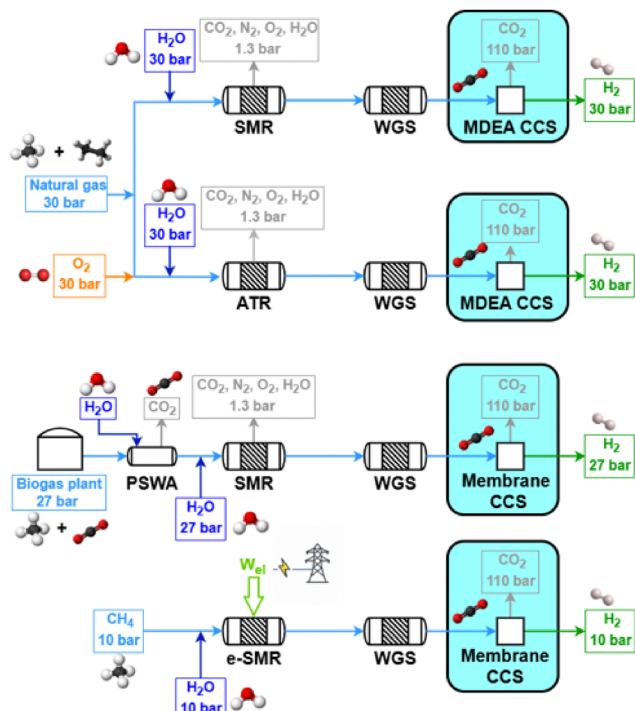 H₂O
30 bar
CO₂, N₂, O₂, H₂O
1.3 bar
CO₂
110 bar
SMR
WGS
MDEA CCS
H₂
30 bar
+
Natural gas
30 bar
H₂O
30 bar
CO₂, N₂, O₂, H₂O
1.3 bar
CO₂
110 bar
O₂
30 bar
ATR
WGS
MDEA CCS
H₂
30 bar
H₂O
CO₂
CO₂, N₂, O₂, H₂O
1.3 bar
CO₂
110 bar
Biogas plant
27 bar
+
PSWA
H₂O
27 bar
SMR
WGS
Membrane
CCS
H₂
27 bar
Wel
CO₂
110 bar
CH₄
10 bar
H₂O
10 bar
e-SMR
WGS
Membrane
CCS
H₂
10 bar